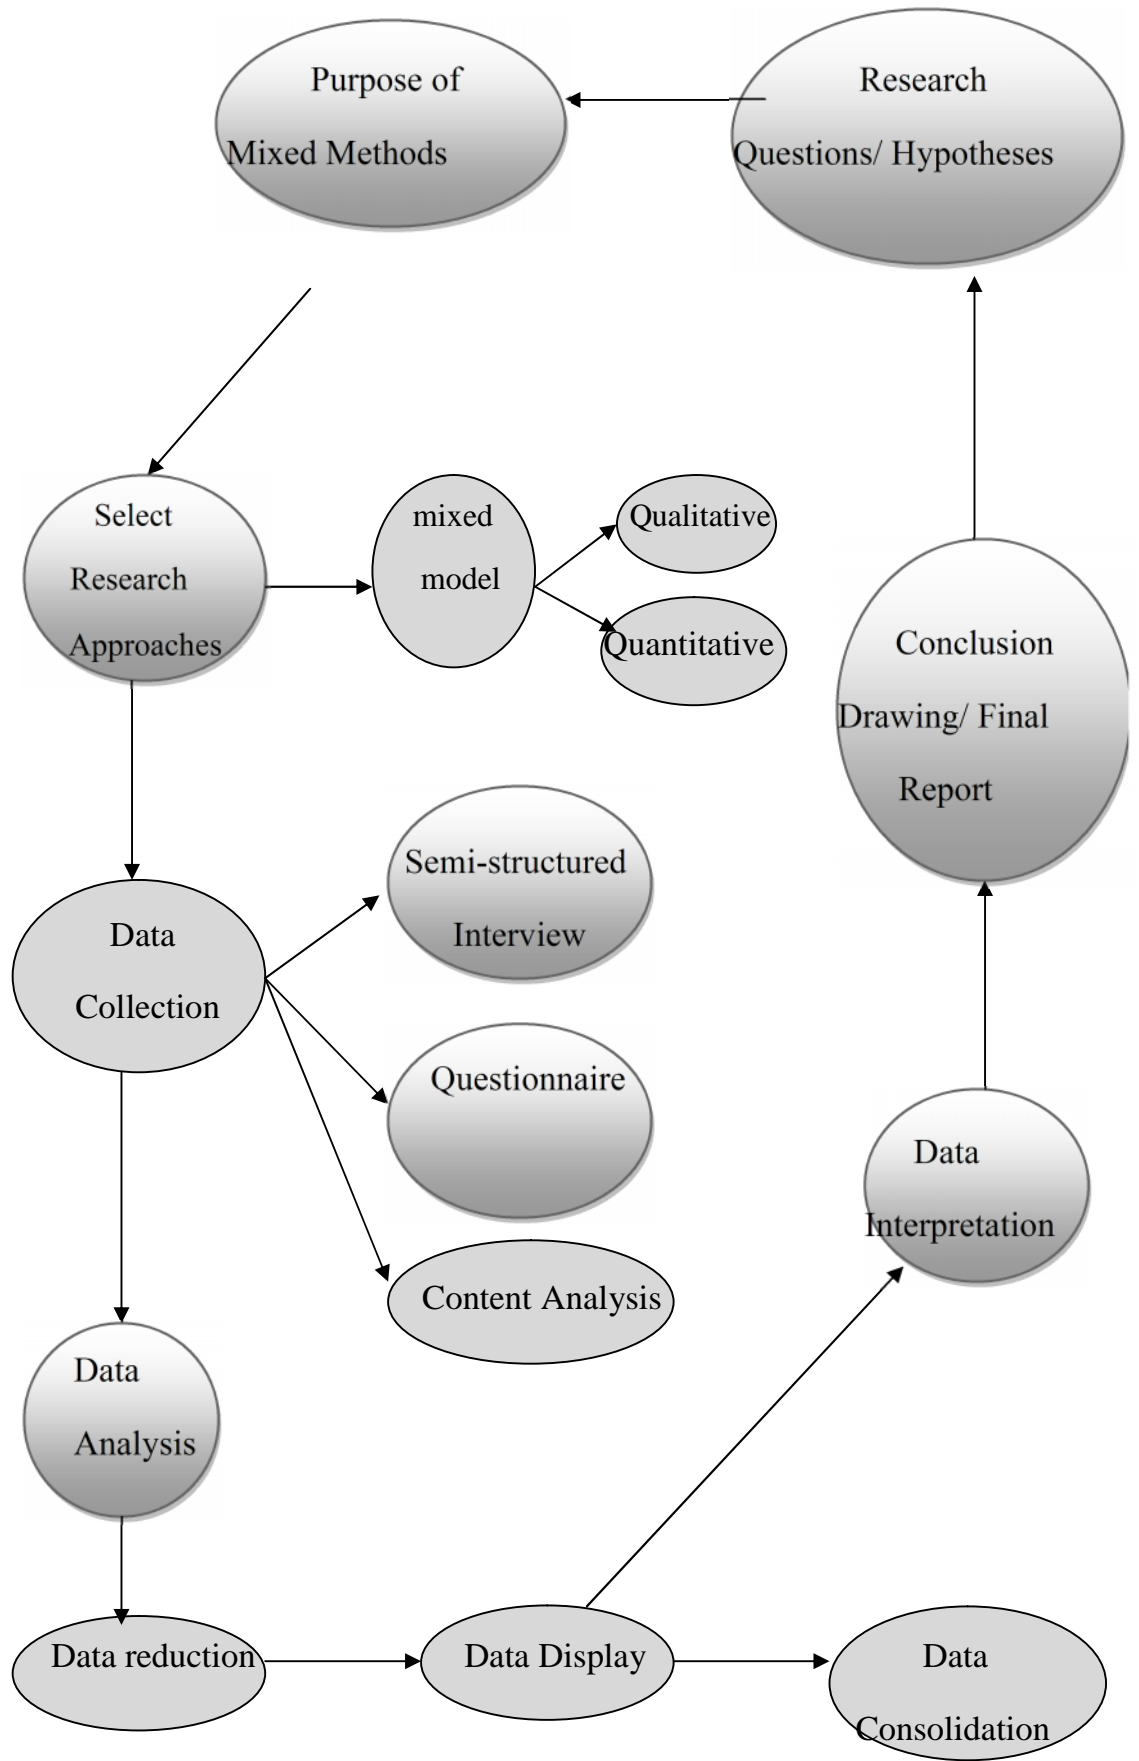 Purpose of
Mixed Methods
Research
Questions/ Hypotheses
Select
Research
Approaches
mixed
model
Qualitative
Quantitative
Conclusion
Drawing/ Final
Report
Data
Collection
Semi-structured
Interview
Questionnaire
Content Analysis
Data
Interpretation
Data
Analysis
Data reduction
Data Display
Data
Consolidation